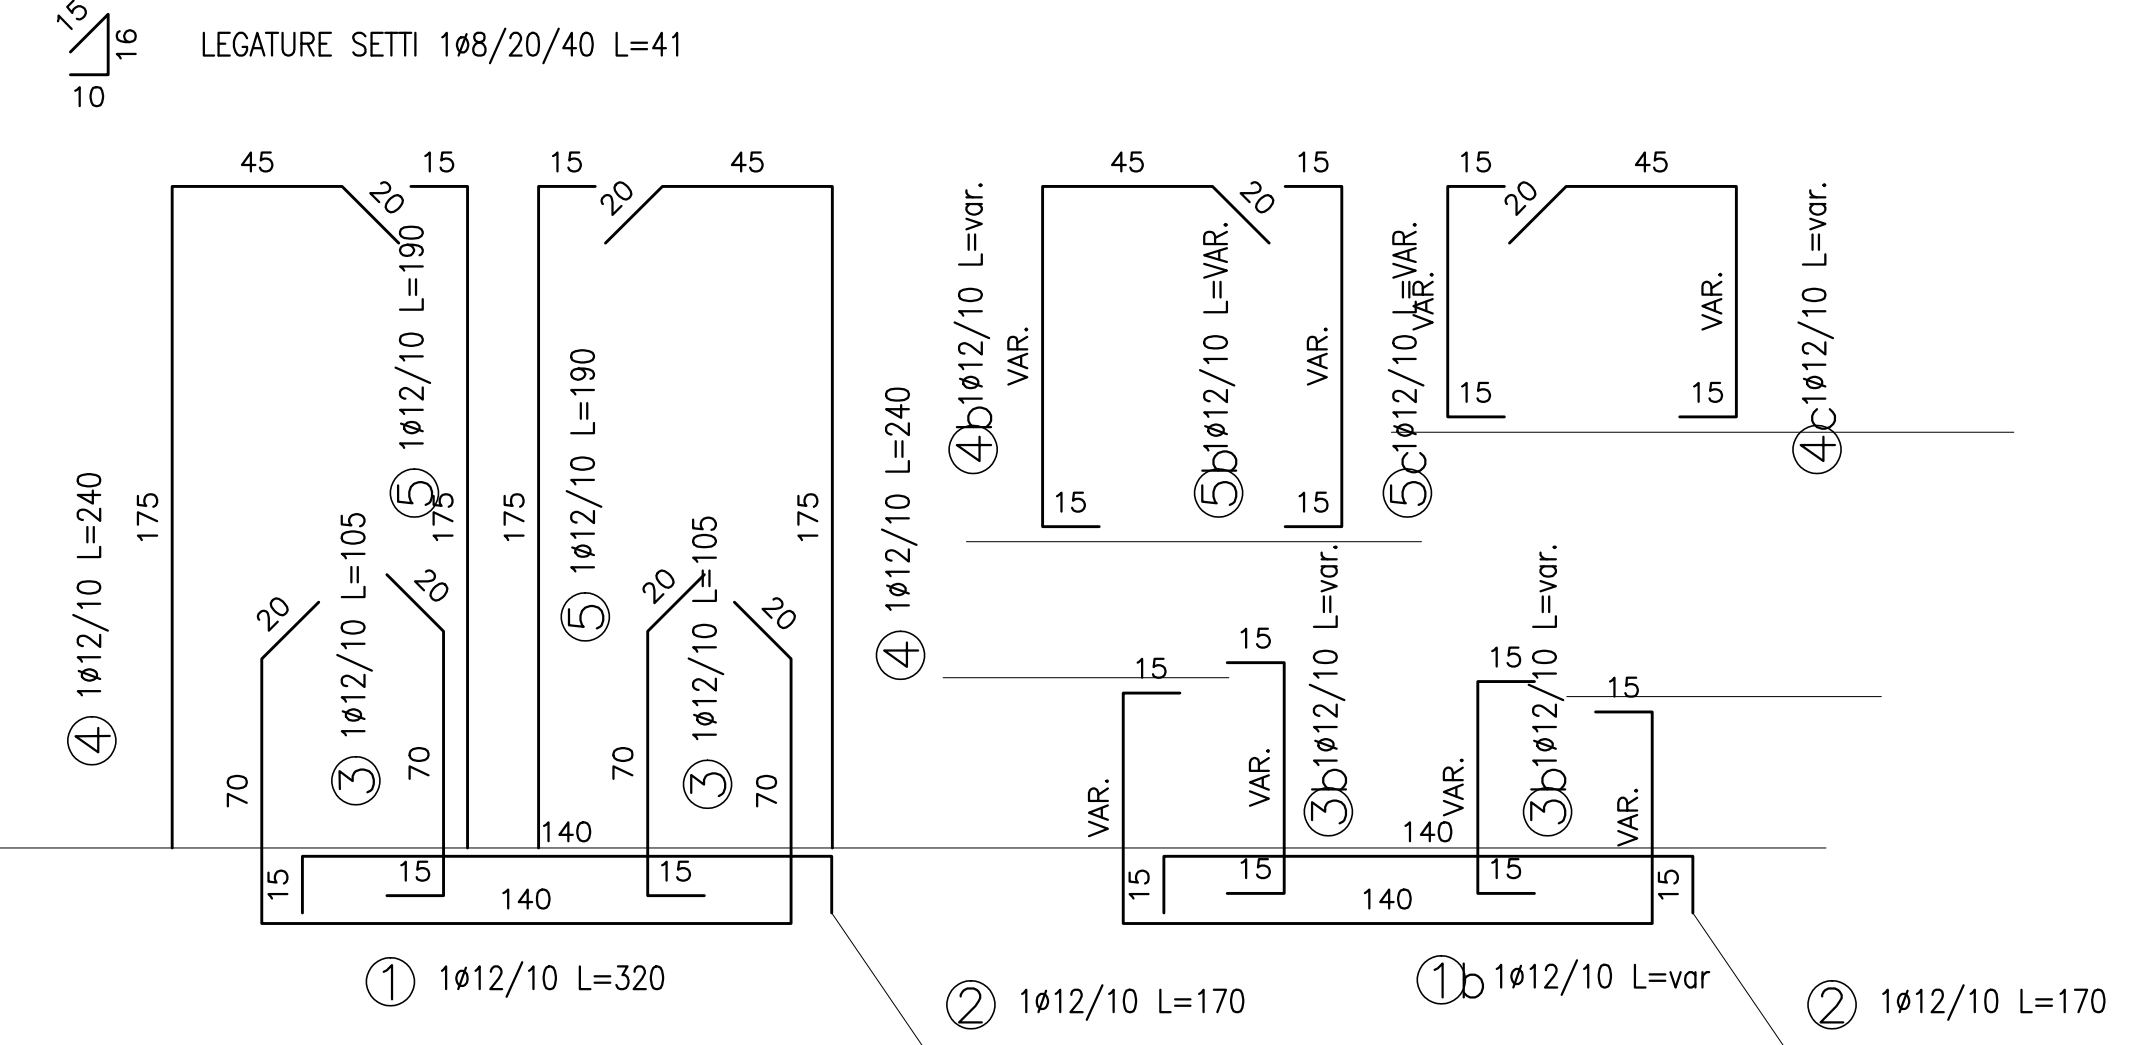 15
16
10
LEGATURE SETTI 1ø8/20/40 L=41
45
20
15
15
20
45
45
20
15
15
20
45
4 1ø12/10 L=240
175
5 1ø12/10 L=190
175
175
5 1ø12/10 L=190
175
4 1ø12/10 L=240
4b 1ø12/10 L=var.
VAR.
15
5b 1ø12/10 L=VAR.
VAR.
15
5c 1ø12/10 L=VAR.
VAR.
15
15
VAR.
4c 1ø12/10 L=var.
20
70
3 1ø12/10 L=105
20
70
20
70
3 1ø12/10 L=105
20
70
15
VAR.
15
VAR.
3b 1ø12/10 L=var.
15
VAR.
3b 1ø12/10 L=var.
15
VAR.
140
15
15
15
140
140
15
15
15
15
140
1 1ø12/10 L=320
2 1ø12/10 L=170
1b 1ø12/10 L=var
2 1ø12/10 L=170